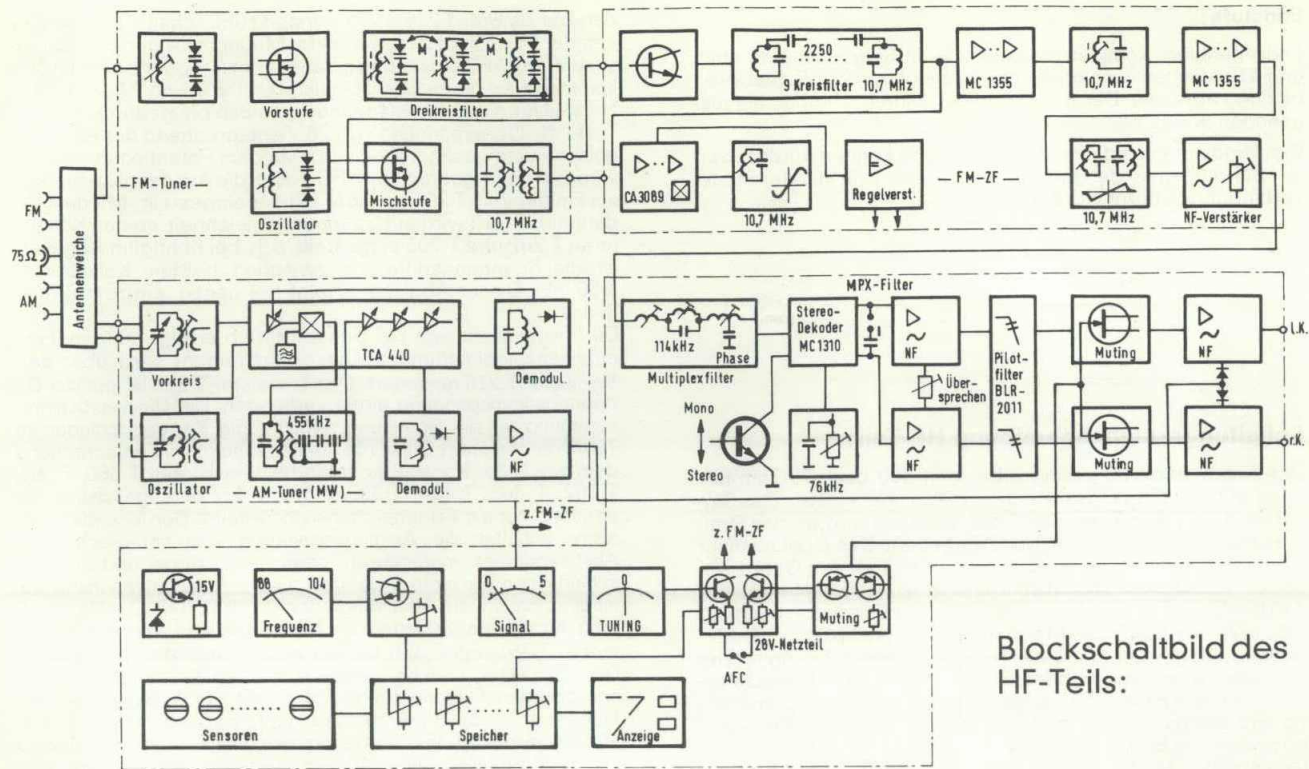 2250
9 Kreisfilter 10,7 MHz
MC 1355
10,7 MHz
MC 1355
Vorstufe
M M
Dreikreisfilter
FM-Tuner
Oszillator
Mischstufe
10,7 MHz
CA3089
10,7 MHz
Regelverst.
FM-ZF
10,7 MHz
NF-Verstärker
FM
75Ω
AM
Antennenweiche
Vorkreis
TCA 440
Demodul.
Oszillator
AM-Tuner (MW)
455kHz
Demodul.
NF
114kHz
Phase
Multiplexfilter
Stereo-
Dekoder
MC 1310
MPX-Filter
NF
Über-
sprechen
NF
Pilot-
filter
BLR-
2011
Muting
Muting
NF
NF
l.K.
r.K.
Mono
Stereo
76kHz
z. FM-ZF
z. FM-ZF
15V
88 104
Frequenz
0 5
Signal
0
TUNING
28V-Netzteil
AFC
Muting
Sensoren
Speicher
Anzeige
Blockschaltbild des
HF-Teils: